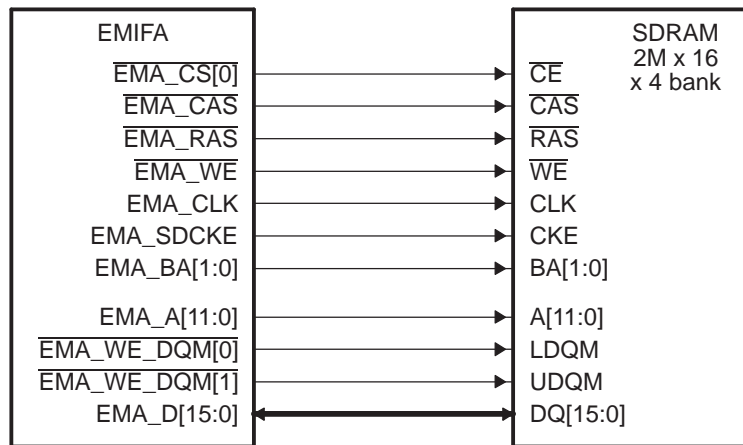 EMIFA
EMA_CS[0]
EMA_CAS
EMA_RAS
EMA_WE
EMA_CLK
EMA_SDCKE
EMA_BA[1:0]
EMA_A[11:0]
EMA_WE_DQM[0]
EMA_WE_DQM[1]
EMA_D[15:0]
SDRAM
2M x 16
x 4 bank
CE
CAS
RAS
WE
CLK
CKE
BA[1:0]
A[11:0]
LDQM
UDQM
DQ[15:0]